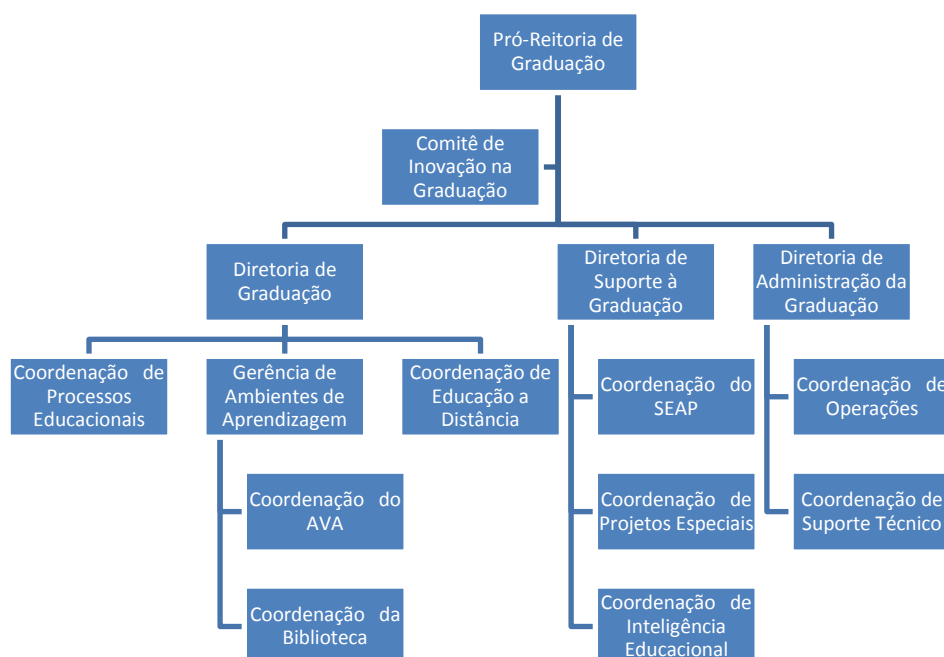 Pró-Reitoria de
Graduação
Comitê de
Inovação na
Graduação
Diretoria de
Graduação
Diretoria de
Suporte à
Graduação
Diretoria de
Administração da
Graduação
Coordenação de
Processos
Educacionais
Gerência de
Ambientes de
Aprendizagem
Coordenação de
Educação a
Distância
Coordenação do
SEAP
Coordenação de
Operações
Coordenação do
AVA
Coordenação de
Projetos Especiais
Coordenação de
Suporte Técnico
Coordenação da
Biblioteca
Coordenação de
Inteligência
Educacional